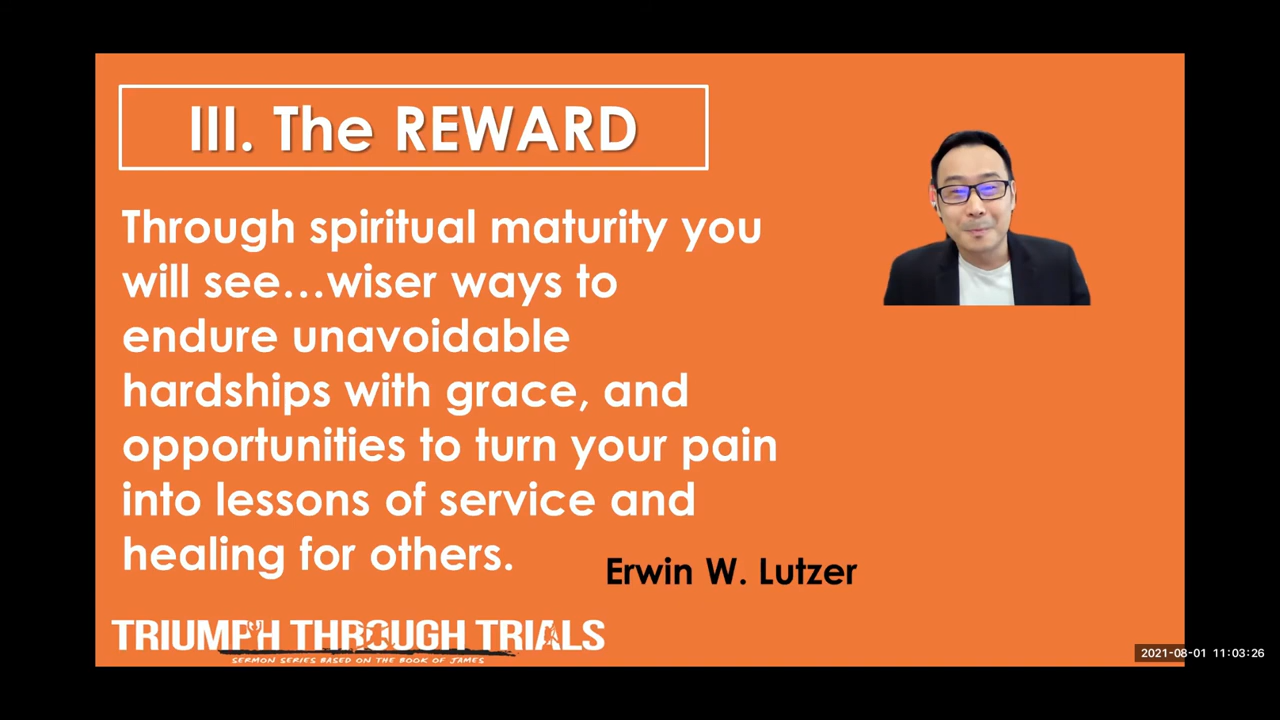 III. The REWARD
Through spiritual maturity you
will see...wiser ways to
endure unavoidable
hardships with grace, and
opportunities to turn your pain
into lessons of service and
healing for others.
Erwin W. Lutzer
TRIUMPH THROUGH TRIALS
SERMON SERIES BASED ON THE BOOK OF JAMES
2021-08-01 11:03:26